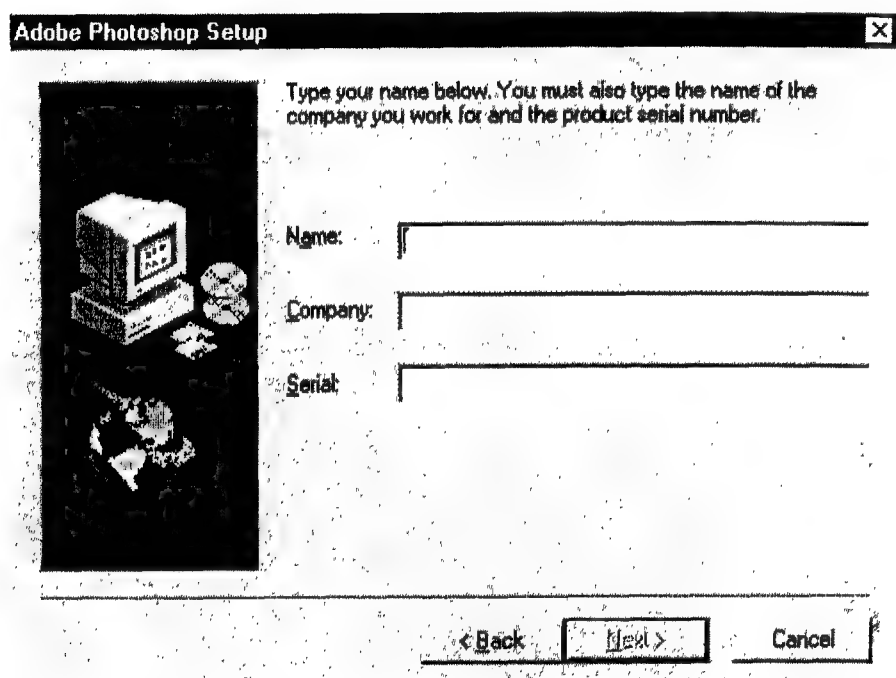 Adobe Photoshop Setup
Type your name below. You must also type the name of the
company you work for and the product serial number.
Name:
Company:
Serial:
< Back
Next >
Cancel